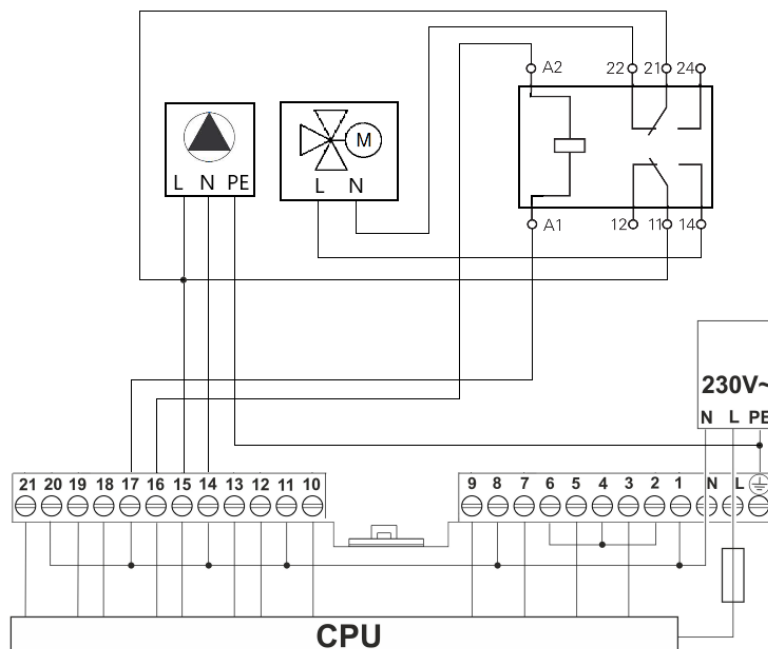 A2 22 21 24
M
L N PE
L N
A1 12 11 14
230V~
N L PE
21 20 19 18 17 16 15 14 13 12 11 10
9 8 7 6 5 4 3 2 1 N L
CPU